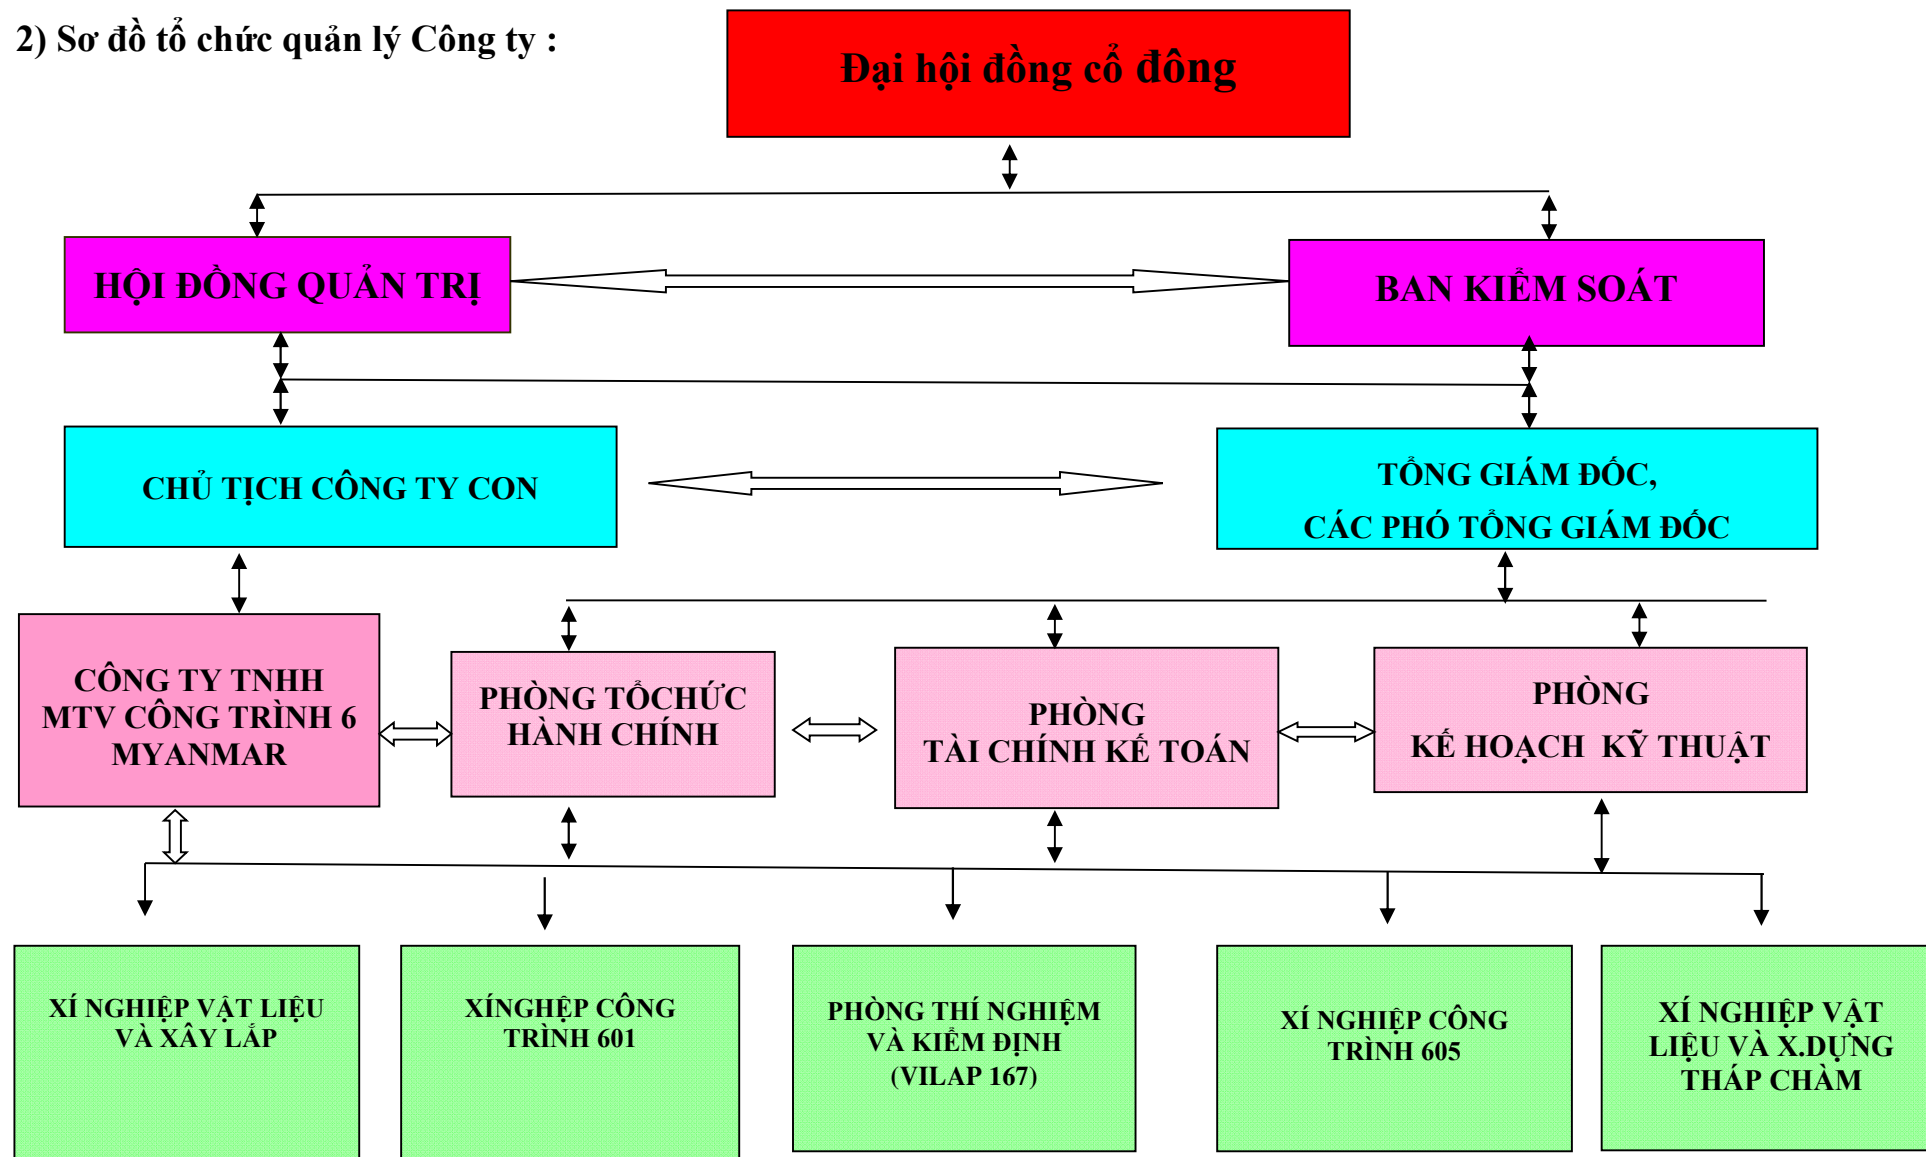 2) Sơ đồ tổ chức quản lý Công ty :
Đại hội đồng cổ đông
HỘI ĐỒNG QUẢN TRỊ
BAN KIỂM SOÁT
CHỦ TỊCH CÔNG TY CON
TỔNG GIÁM ĐỐC,
CÁC PHÓ TỔNG GIÁM ĐỐC
CÔNG TY TNHH
MTV CÔNG TRÌNH 6
MYANMAR
PHÒNG TỔCHỨC
HÀNH CHÍNH
PHÒNG
TÀI CHÍNH KẾ TOÁN
PHÒNG
KẾ HOẠCH KỸ THUẬT
XÍ NGHIỆP VẬT LIỆU
VÀ XÂY LẮP
XÍNGHỆP CÔNG
TRÌNH 601
PHÒNG THÍ NGHIỆM
VÀ KIỂM ĐỊNH
(VILAP 167)
XÍ NGHIỆP CÔNG
TRÌNH 605
XÍ NGHIỆP VẬT
LIỆU VÀ X.DỰNG
THÁP CHÀM